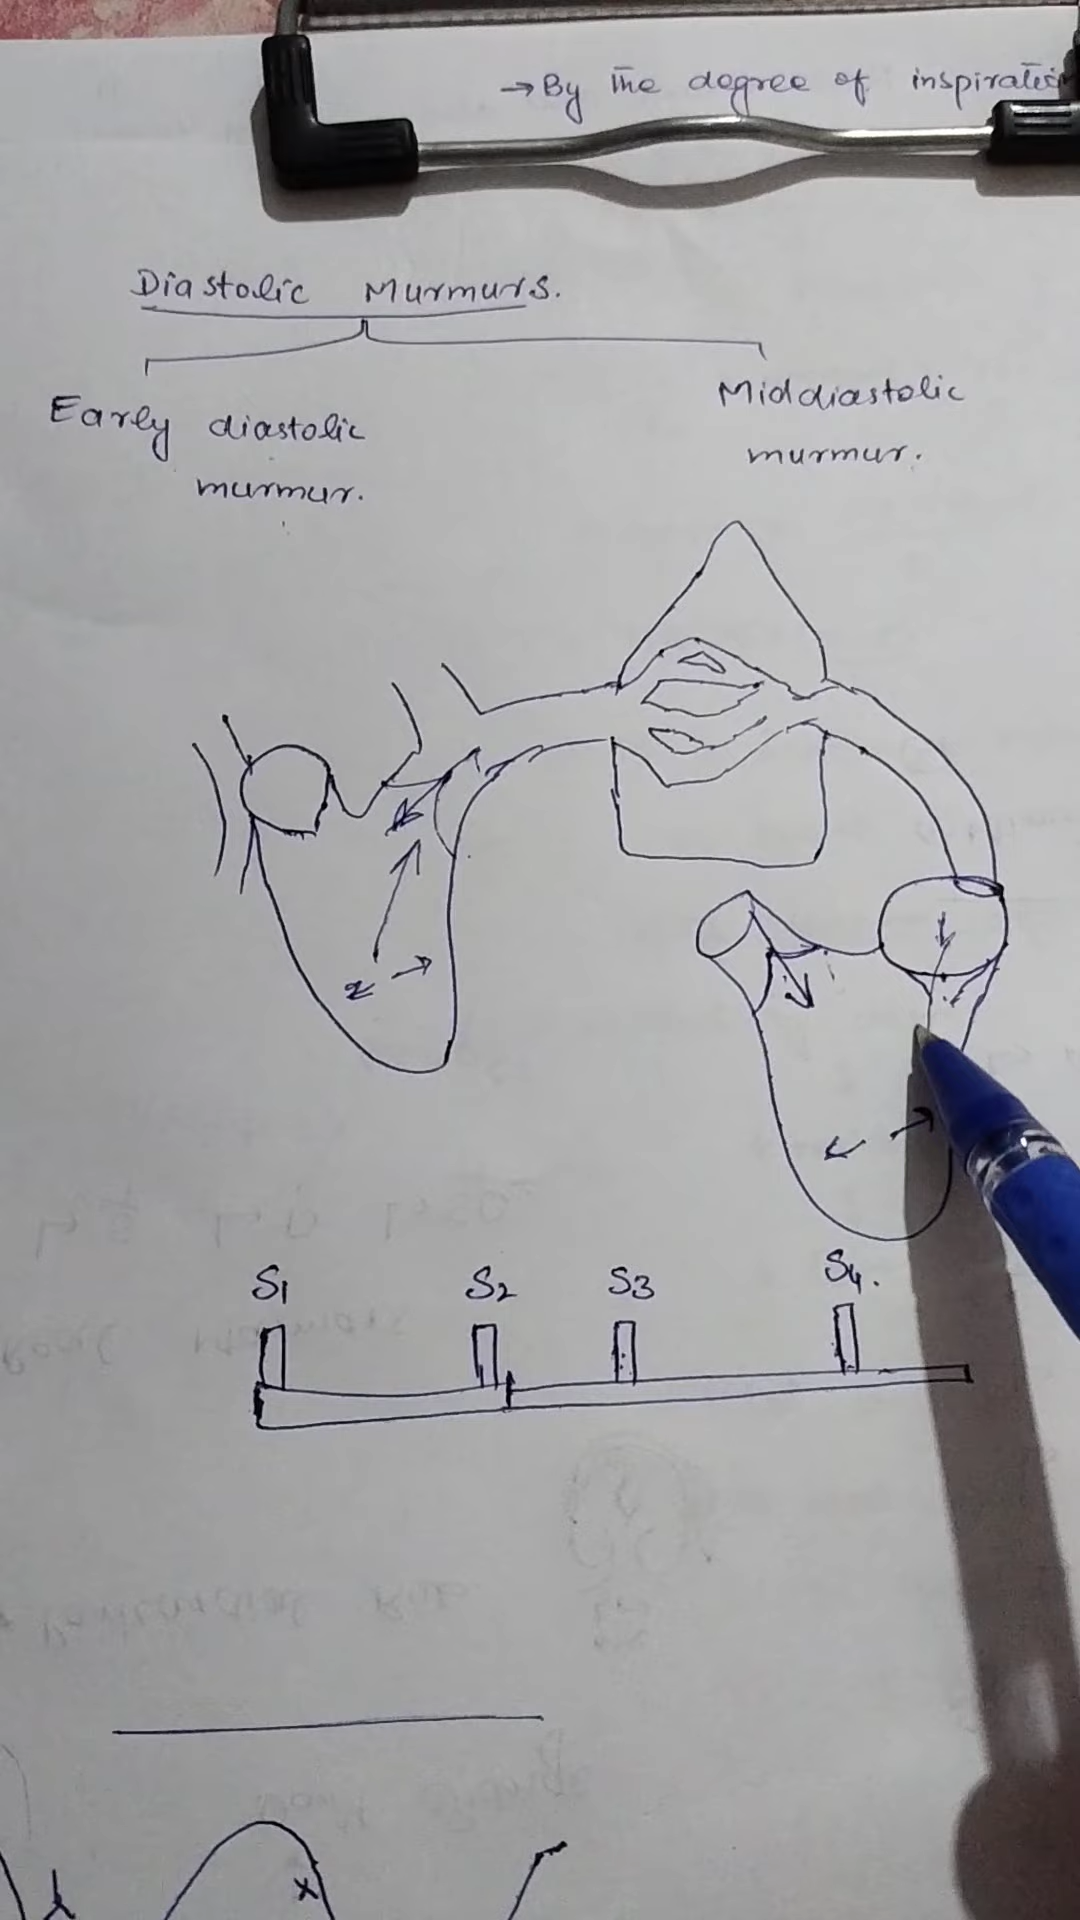 →By the degree of inspiration
Diastolic Murmurs.
Early diastolic
murmur.
Middiastolic
murmur.
S1 S2 S3 S4.
x